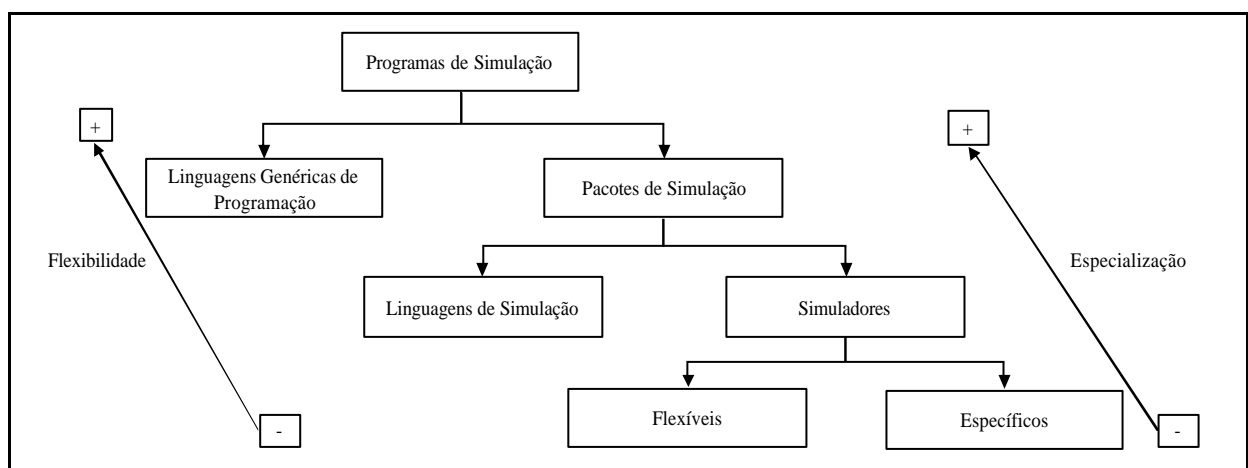 Programas de Simulação
+
+
Linguagens Genéricas de
Programação
Pacotes de Simulação
Flexibilidade
Especialização
Linguagens de Simulação
Simuladores
Flexíveis
Específicos
-
-